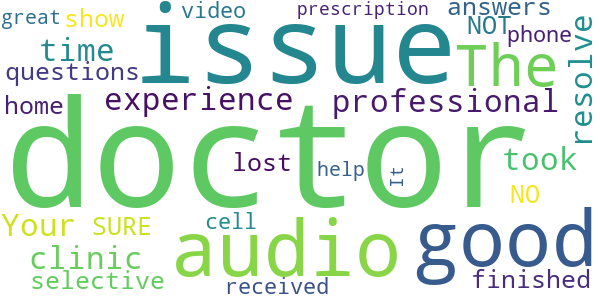 great show video prescription answers
issue NOT phone
time The resolve
questions
home experience professional
doctor
lost help It took
NO
Your SURE cell audio good
clinic
selective received finished